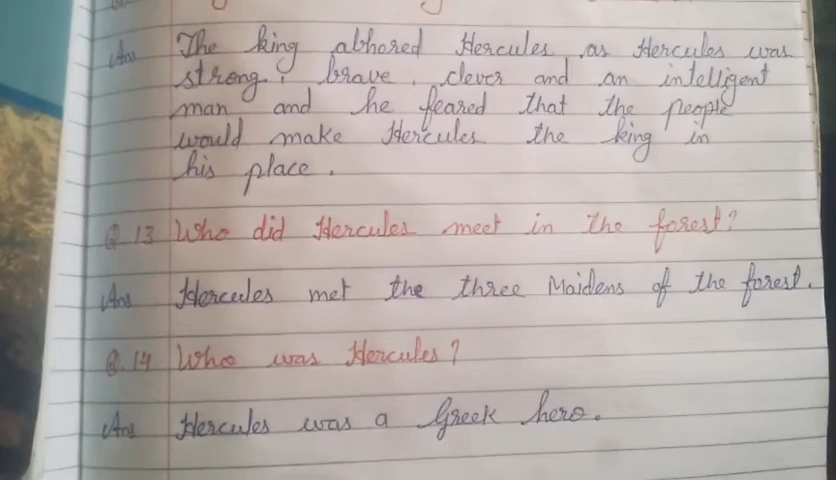 Ans The king abhored Hercules as Hercules was
strong, brave, clever and an intelligent
man and he feared that the people
would make Hercules the king in
his place.
Q.13 Who did Hercules meet in the forest?
Ans Hercules met the three Maidens of the forest.
Q.14 Who was Hercules?
Ans Hercules was a Greek hero.